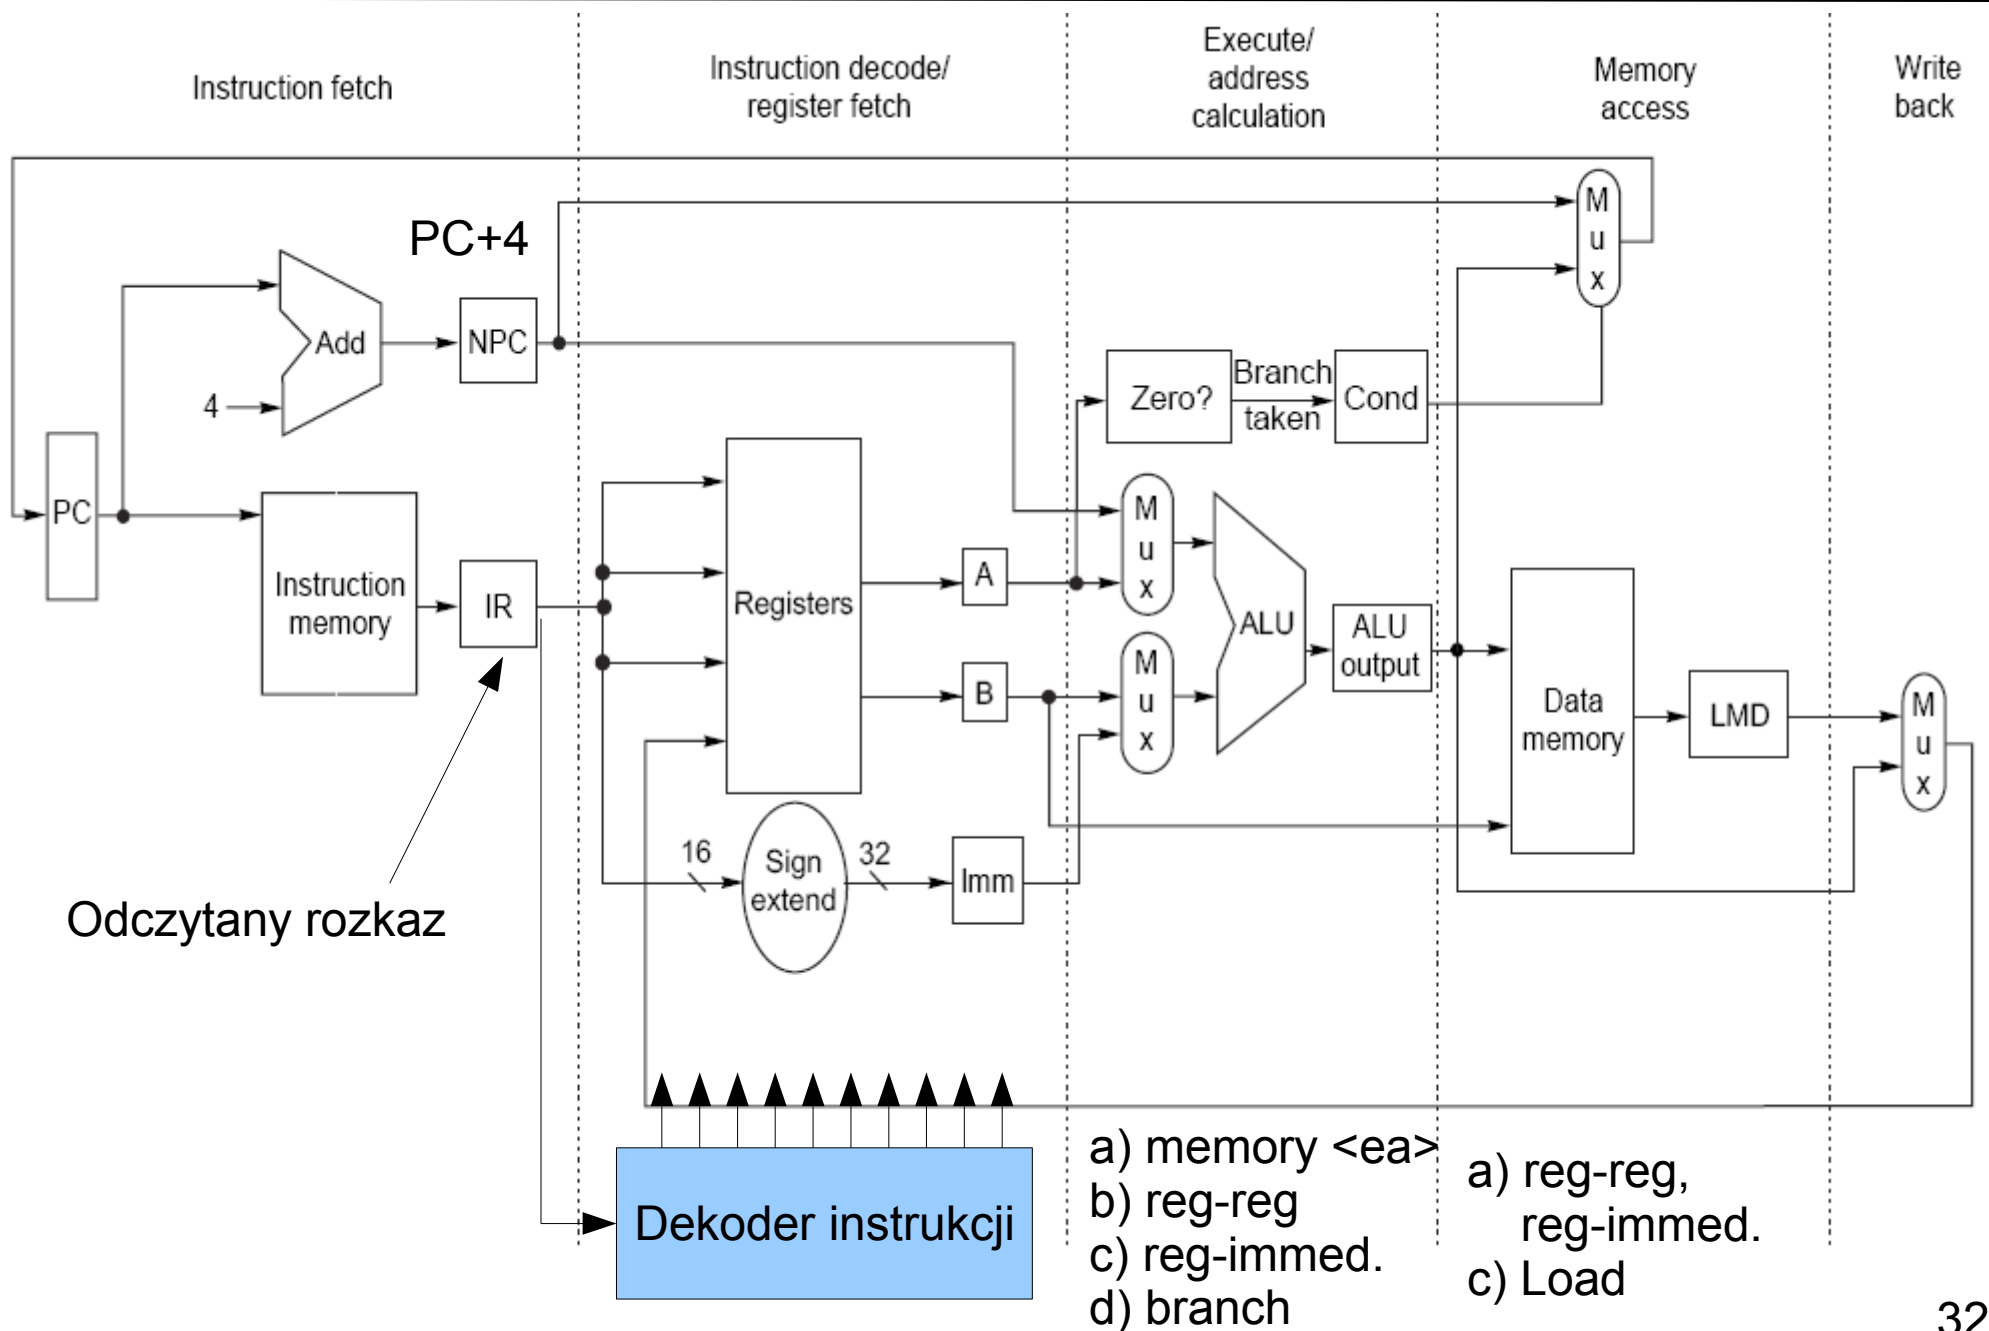 Instruction fetch
Instruction decode/
register fetch
Execute/
address
calculation
Memory
access
Write
back
PC+4
M
u
x
Add
NPC
4
Zero?
Branch
taken
Cond
PC
Instruction
memory
IR
Registers
A
B
M
u
x
M
u
x
ALU
ALU
output
Data
memory
LMD
M
u
x
16
Sign
extend
32
Imm
Odczytany rozkaz
Dekoder instrukcji
a) memory <ea>
b) reg-reg
c) reg-immed.
d) branch
a) reg-reg,
reg-immed.
c) Load
32